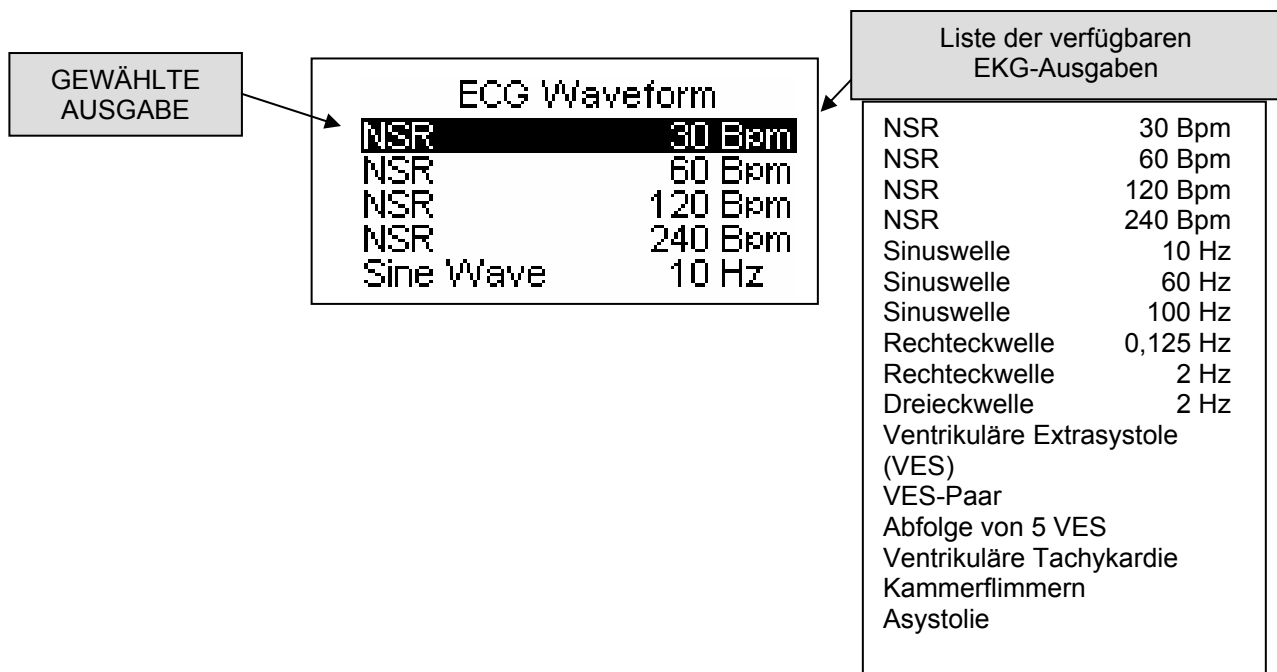 GEWÄHLTE
AUSGABE
ECG Waveform
NSR 30 Bpm
NSR 60 Bpm
NSR 120 Bpm
NSR 240 Bpm
Sine Wave 10 Hz
Liste der verfügbaren
EKG-Ausgaben
NSR 30 Bpm
NSR 60 Bpm
NSR 120 Bpm
NSR 240 Bpm
Sinuswelle 10 Hz
Sinuswelle 60 Hz
Sinuswelle 100 Hz
Rechteckwelle 0,125 Hz
Rechteckwelle 2 Hz
Dreieckwelle 2 Hz
Ventrikuläre Extrasystole
(VES)
VES-Paar
Abfolge von 5 VES
Ventrikuläre Tachykardie
Kammerflimmern
Asystolie